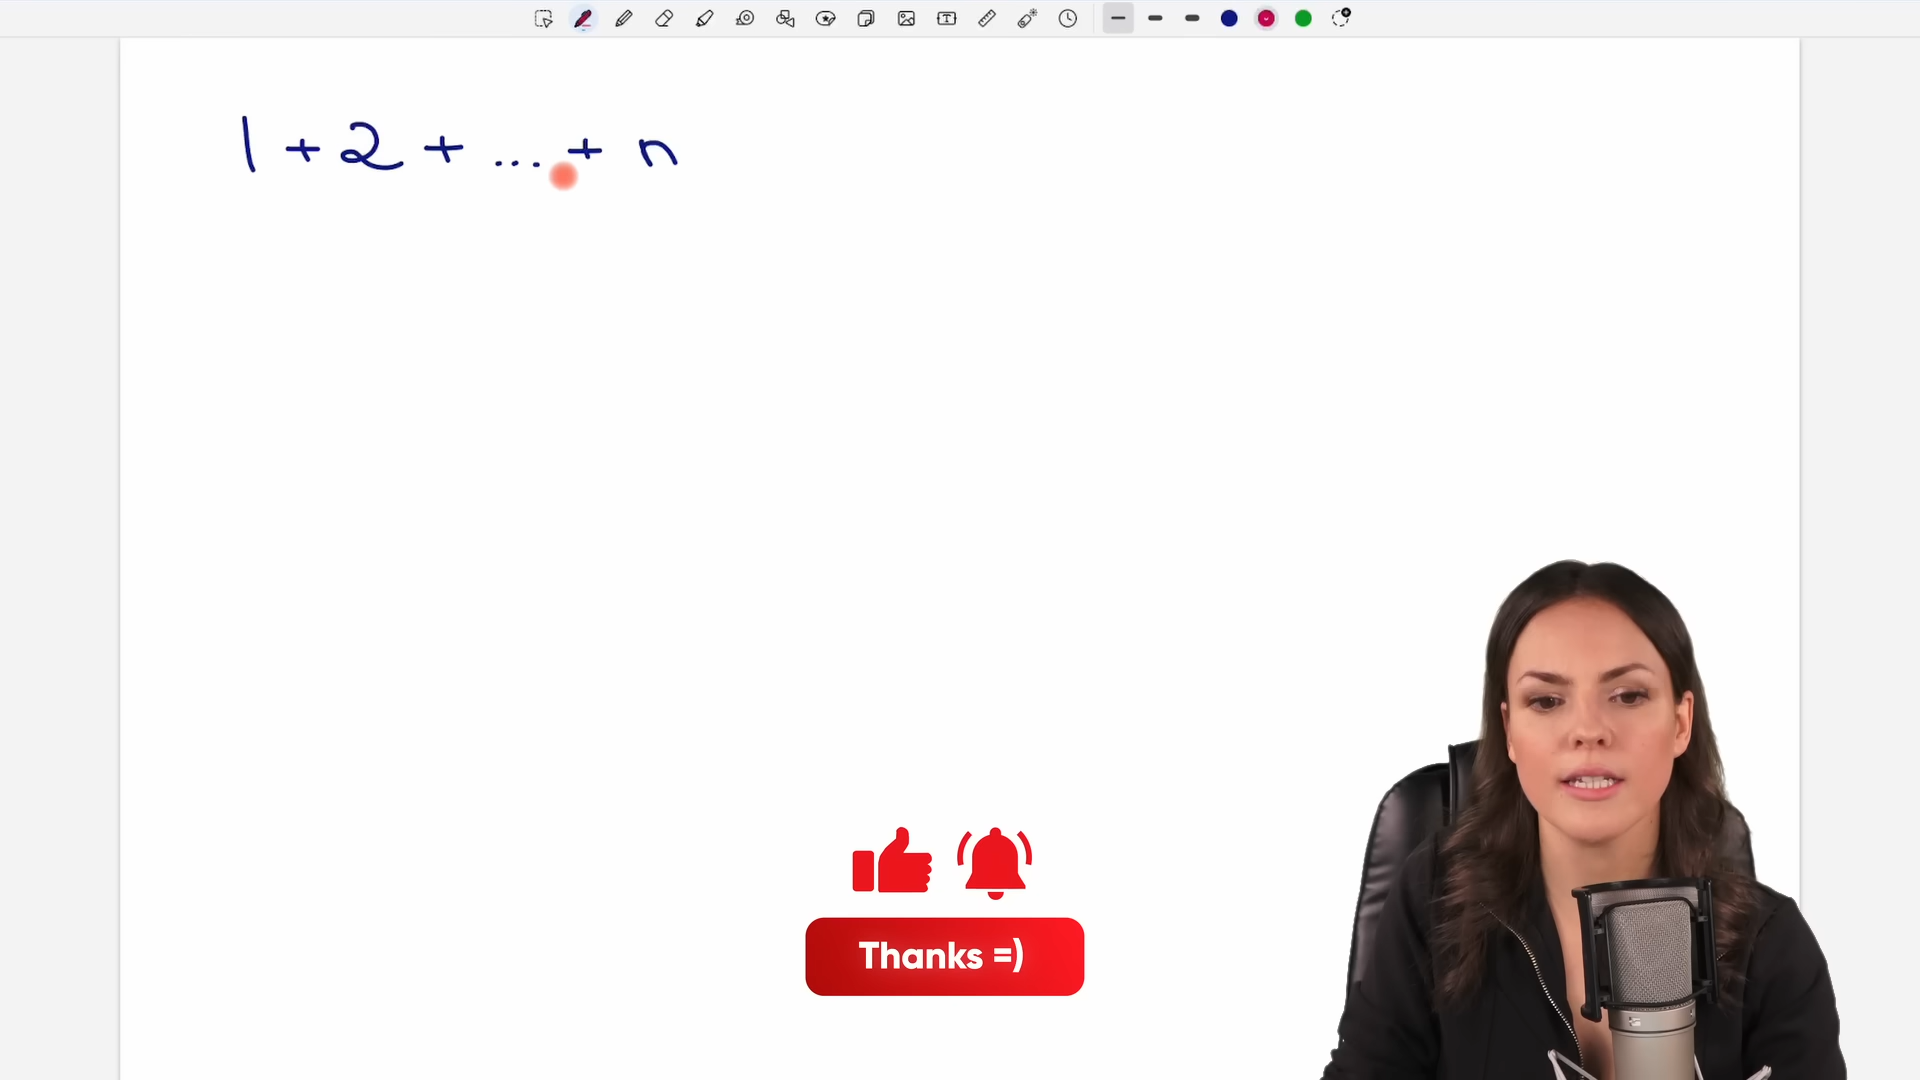 1 + 2 + ... + n
Thanks =)